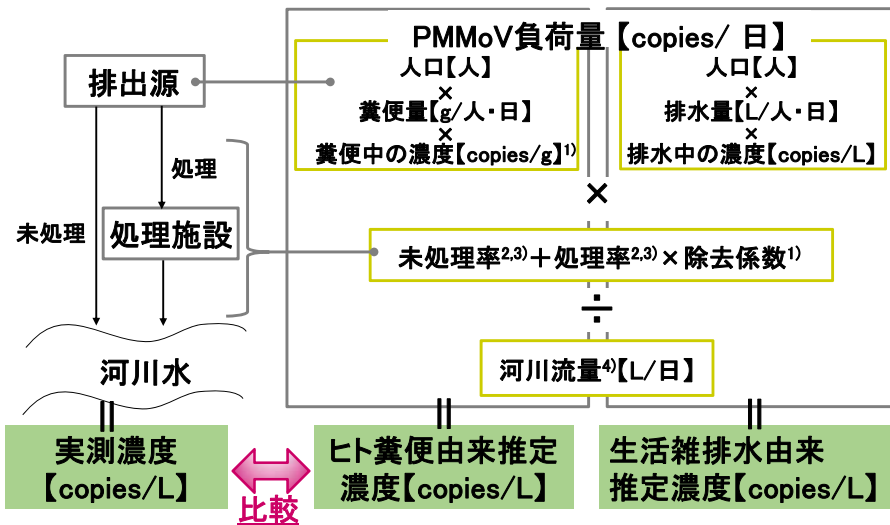 PMMoV負荷量【copies/ 日】
排出源
処理
未処理
処理施設
河川水
人口【人】
×
糞便量【g/人・日】
×
糞便中の濃度【copies/g】1)
人口【人】
×
排水量【L/人・日】
×
排水中の濃度【copies/L】
×
未処理率2,3)＋処理率2,3)×除去係数1)
÷
河川流量4)【L/日】
実測濃度
【copies/L】
比較
ヒト糞便由来推定
濃度【copies/L】
生活雑排水由来
推定濃度【copies/L】